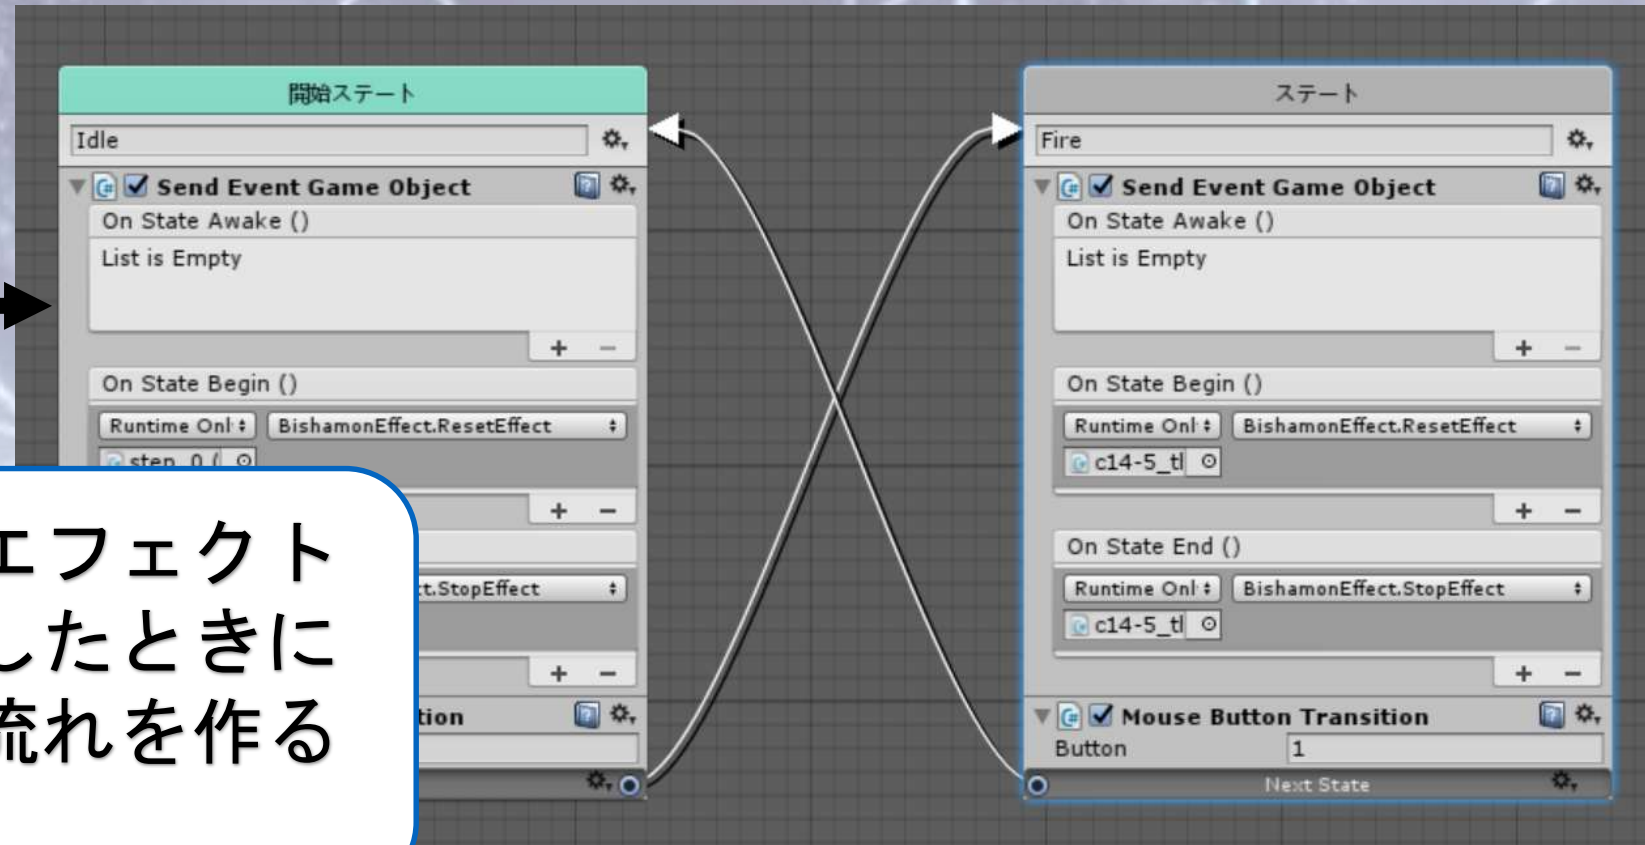 開始ステート
Idle
Send Event Game Object
On State Awake ()
List is Empty
+ −
On State Begin ()
Runtime Onl BishamonEffect.ResetEffect
step_0 (
+ −
t.StopEffect
+ −
tion
エフェクト
したときに
流れを作る
ステート
Fire
Send Event Game Object
On State Awake ()
List is Empty
+ −
On State Begin ()
Runtime Onl BishamonEffect.ResetEffect
c14-5_tl
+ −
On State End ()
Runtime Onl BishamonEffect.StopEffect
c14-5_tl
+ −
Mouse Button Transition
Button 1
Next State